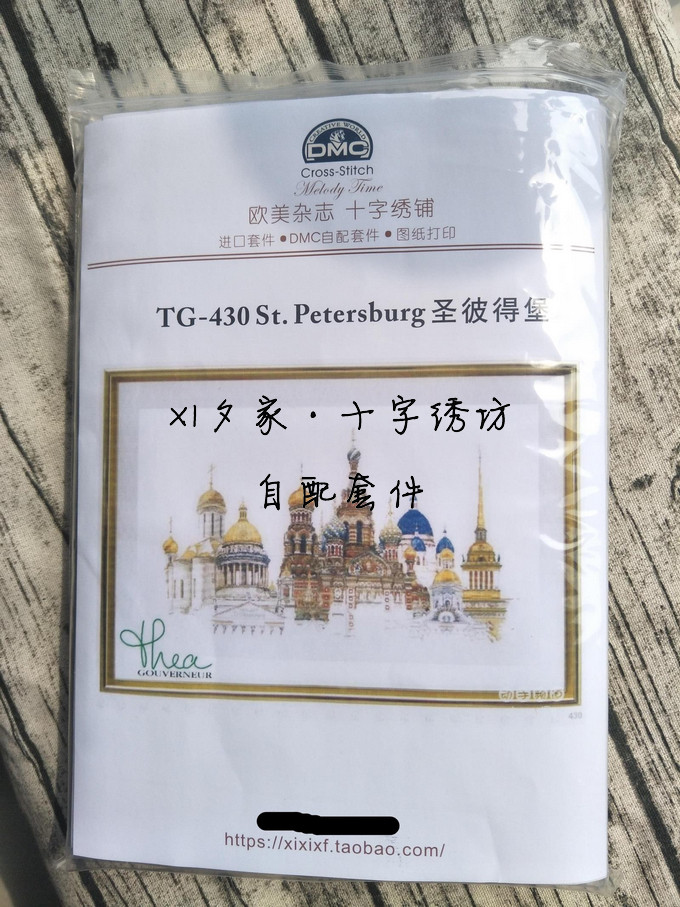 CREATIVE WORLD
DMC
Cross-Stitch
Melody Time
欧美杂志 十字绣铺
进口套件 ● DMC自配套件 ● 图纸打印
TG-430 St. Petersburg 圣彼得堡
XI夕家·十字绣坊
自配套件
thea
GOUVERNEUR
430
https://xixixf.taobao.com/